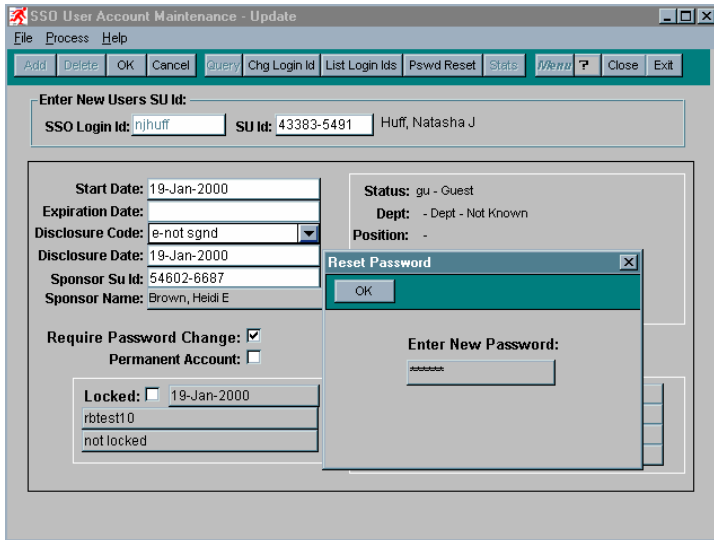 SSO User Account Maintenance - Update
File Process Help
Add Delete OK Cancel Query Chg Login Id List Login Ids Pswd Reset Stats Menu ? Close Exit
Enter New Users SU Id:
SSO Login Id: njhuff SU Id: 43383-5491 Huff, Natasha J
Start Date: 19-Jan-2000 Status: gu - Guest
Expiration Date: Dept: - Dept - Not Known
Disclosure Code: e-not sgnd Position: -
Disclosure Date: 19-Jan-2000
Sponsor Su Id: 54602-6687
Sponsor Name: Brown, Heidi E
Require Password Change:
Permanent Account:
Locked: 19-Jan-2000
rbtest10
not locked
Reset Password
OK
Enter New Password:
******